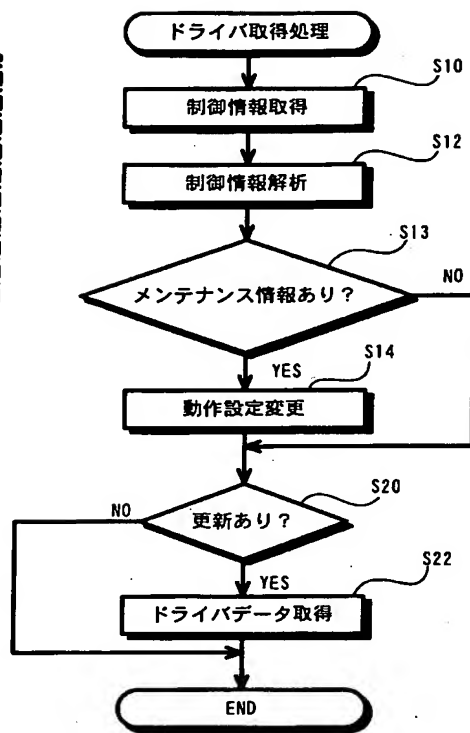 ドライバ取得処理
S10
制御情報取得
S12
制御情報解析
S13
メンテナンス情報あり？
NO
YES
S14
動作設定変更
S20
NO
更新あり？
YES
S22
ドライバデータ取得
END